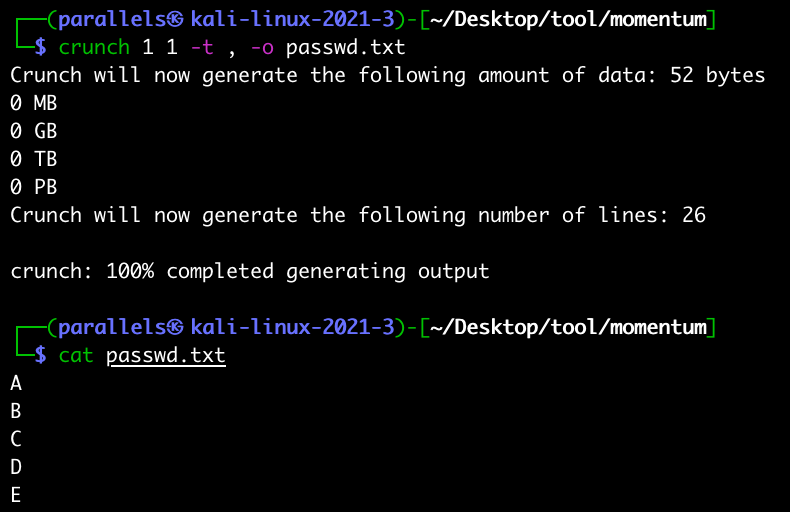 ┌──(parallels㉿kali-linux-2021-3)-[~/Desktop/tool/momentum]
└─$ crunch 1 1 -t , -o passwd.txt
Crunch will now generate the following amount of data: 52 bytes
0 MB
0 GB
0 TB
0 PB
Crunch will now generate the following number of lines: 26
crunch: 100% completed generating output
┌──(parallels㉿kali-linux-2021-3)-[~/Desktop/tool/momentum]
└─$ cat passwd.txt
A
B
C
D
E